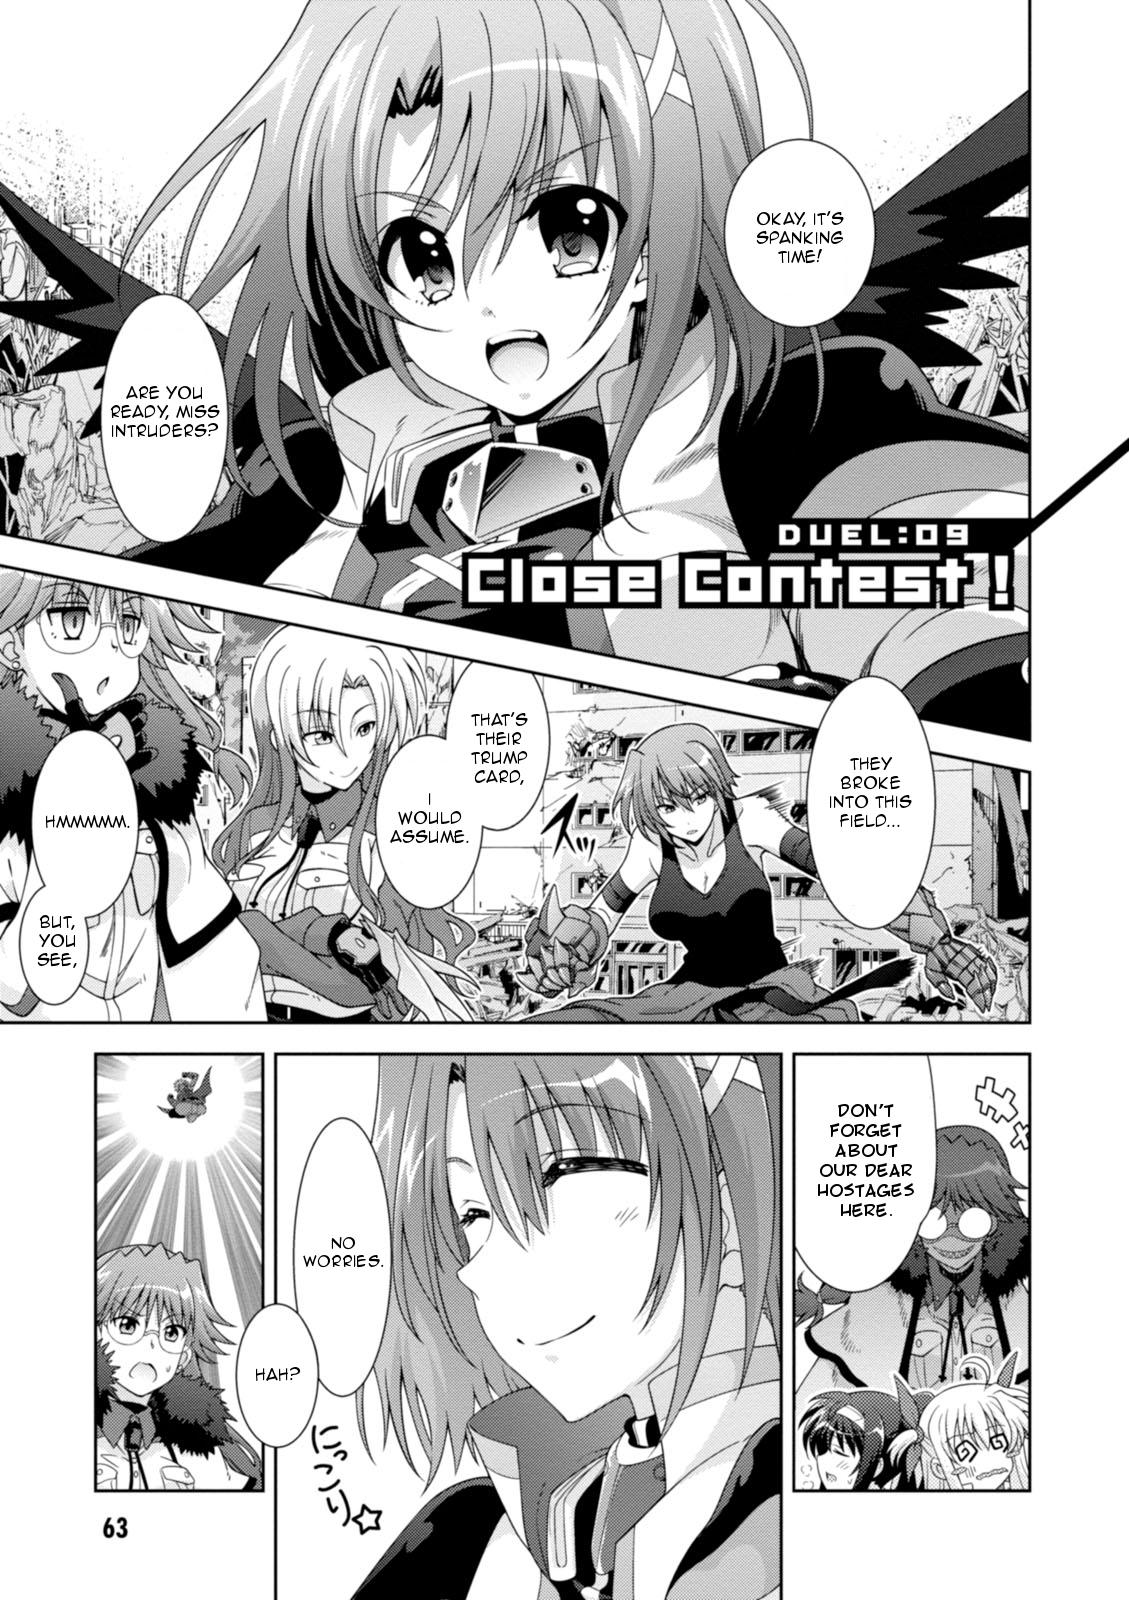 OKAY, IT'S
SPANKING
TIME!
ARE YOU
READY, MISS
INTRUDERS?
DUEL:09
Close Contest!
THEY
BROKE
INTO THIS
FIELD...
THAT'S
THEIR
TRUMP
CARD,
I
WOULD
ASSUME.
HMMMMM.
BUT,
YOU
SEE,
DON'T
FORGET
ABOUT
OUR DEAR
HOSTAGES
HERE.
NO
WORRIES.
にっこり☆
HAH?
63